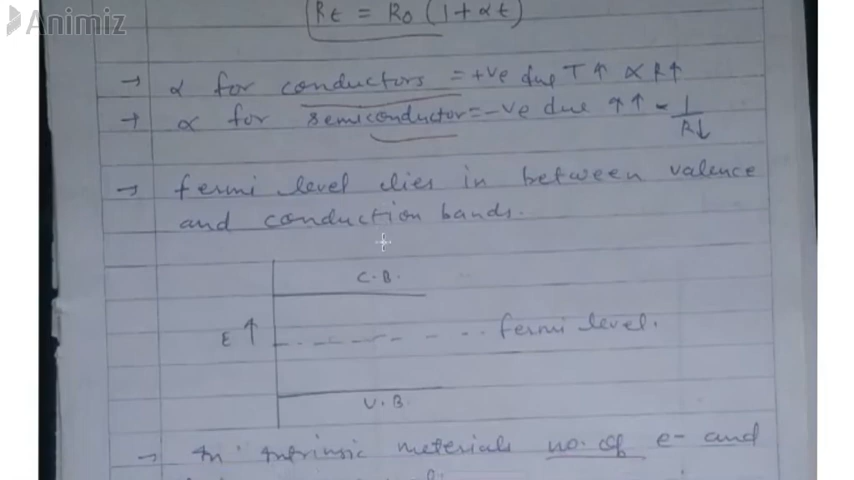 Animiz
Rt = R0 (1+αt)
→ α for conductors = +ve due T↑ ∝ R↑
→ α for semiconductor = -ve due ↑↑ - 1/R↓
→ fermi level lies in between valence
and conduction bands.
C.B.
E ↑
fermi level.
V.B.
→ In intrinsic materials no. of e- and